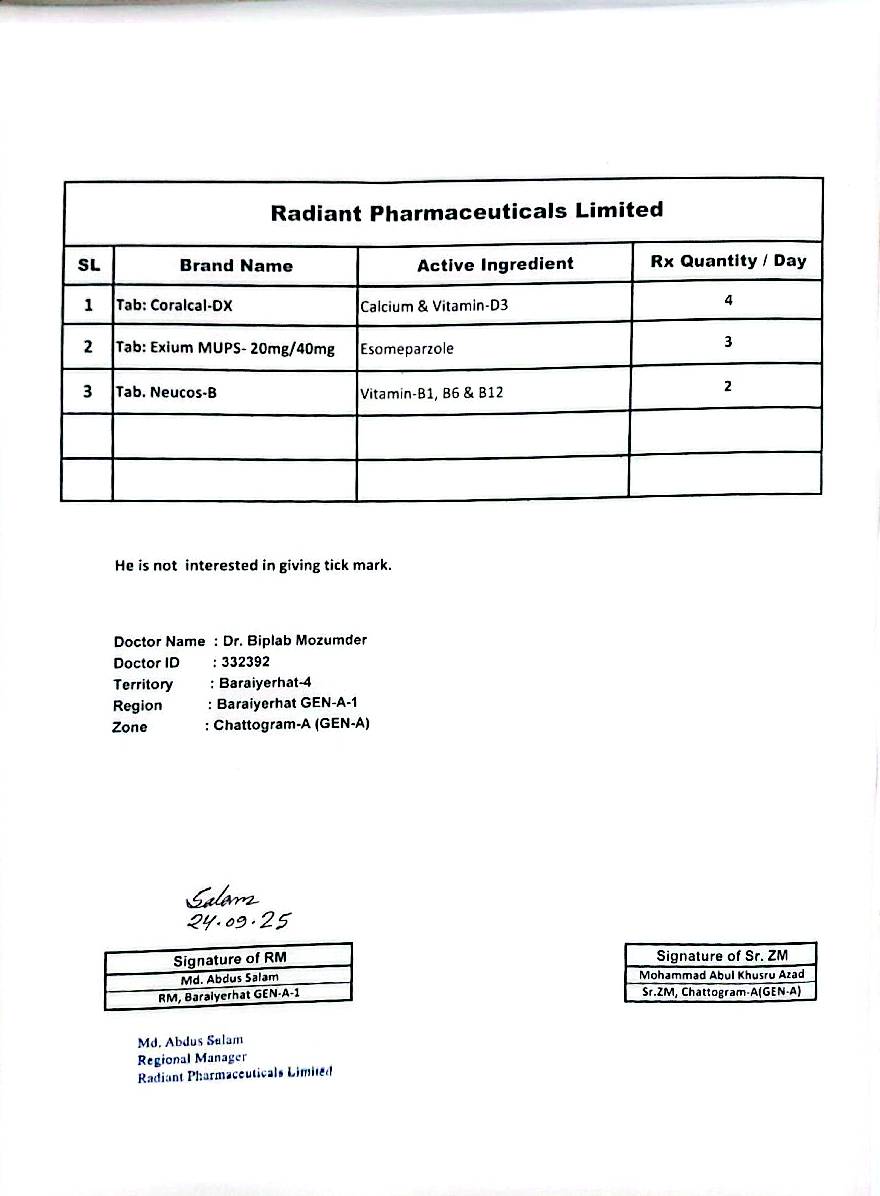 Radiant Pharmaceuticals Limited
SL Brand Name Active Ingredient Rx Quantity / Day
1 Tab: Coralcal-DX Calcium & Vitamin-D3 4
2 Tab: Exium MUPS- 20mg/40mg Esomeparzole 3
3 Tab. Neucos-B Vitamin-B1, B6 & B12 2
He is not interested in giving tick mark.
Doctor Name : Dr. Biplab Mozumder
Doctor ID : 332392
Territory : Baraiyerhat-4
Region : Baraiyerhat GEN-A-1
Zone : Chattogram-A (GEN-A)
Salam
24.09.25
Signature of RM
Md. Abdus Salam
RM, Baraiyerhat GEN-A-1
Signature of Sr. ZM
Mohammad Abul Khusru Azad
Sr.ZM, Chattogram-A(GEN-A)
Md. Abdus Salam
Regional Manager
Radiant Pharmaceuticals Limited